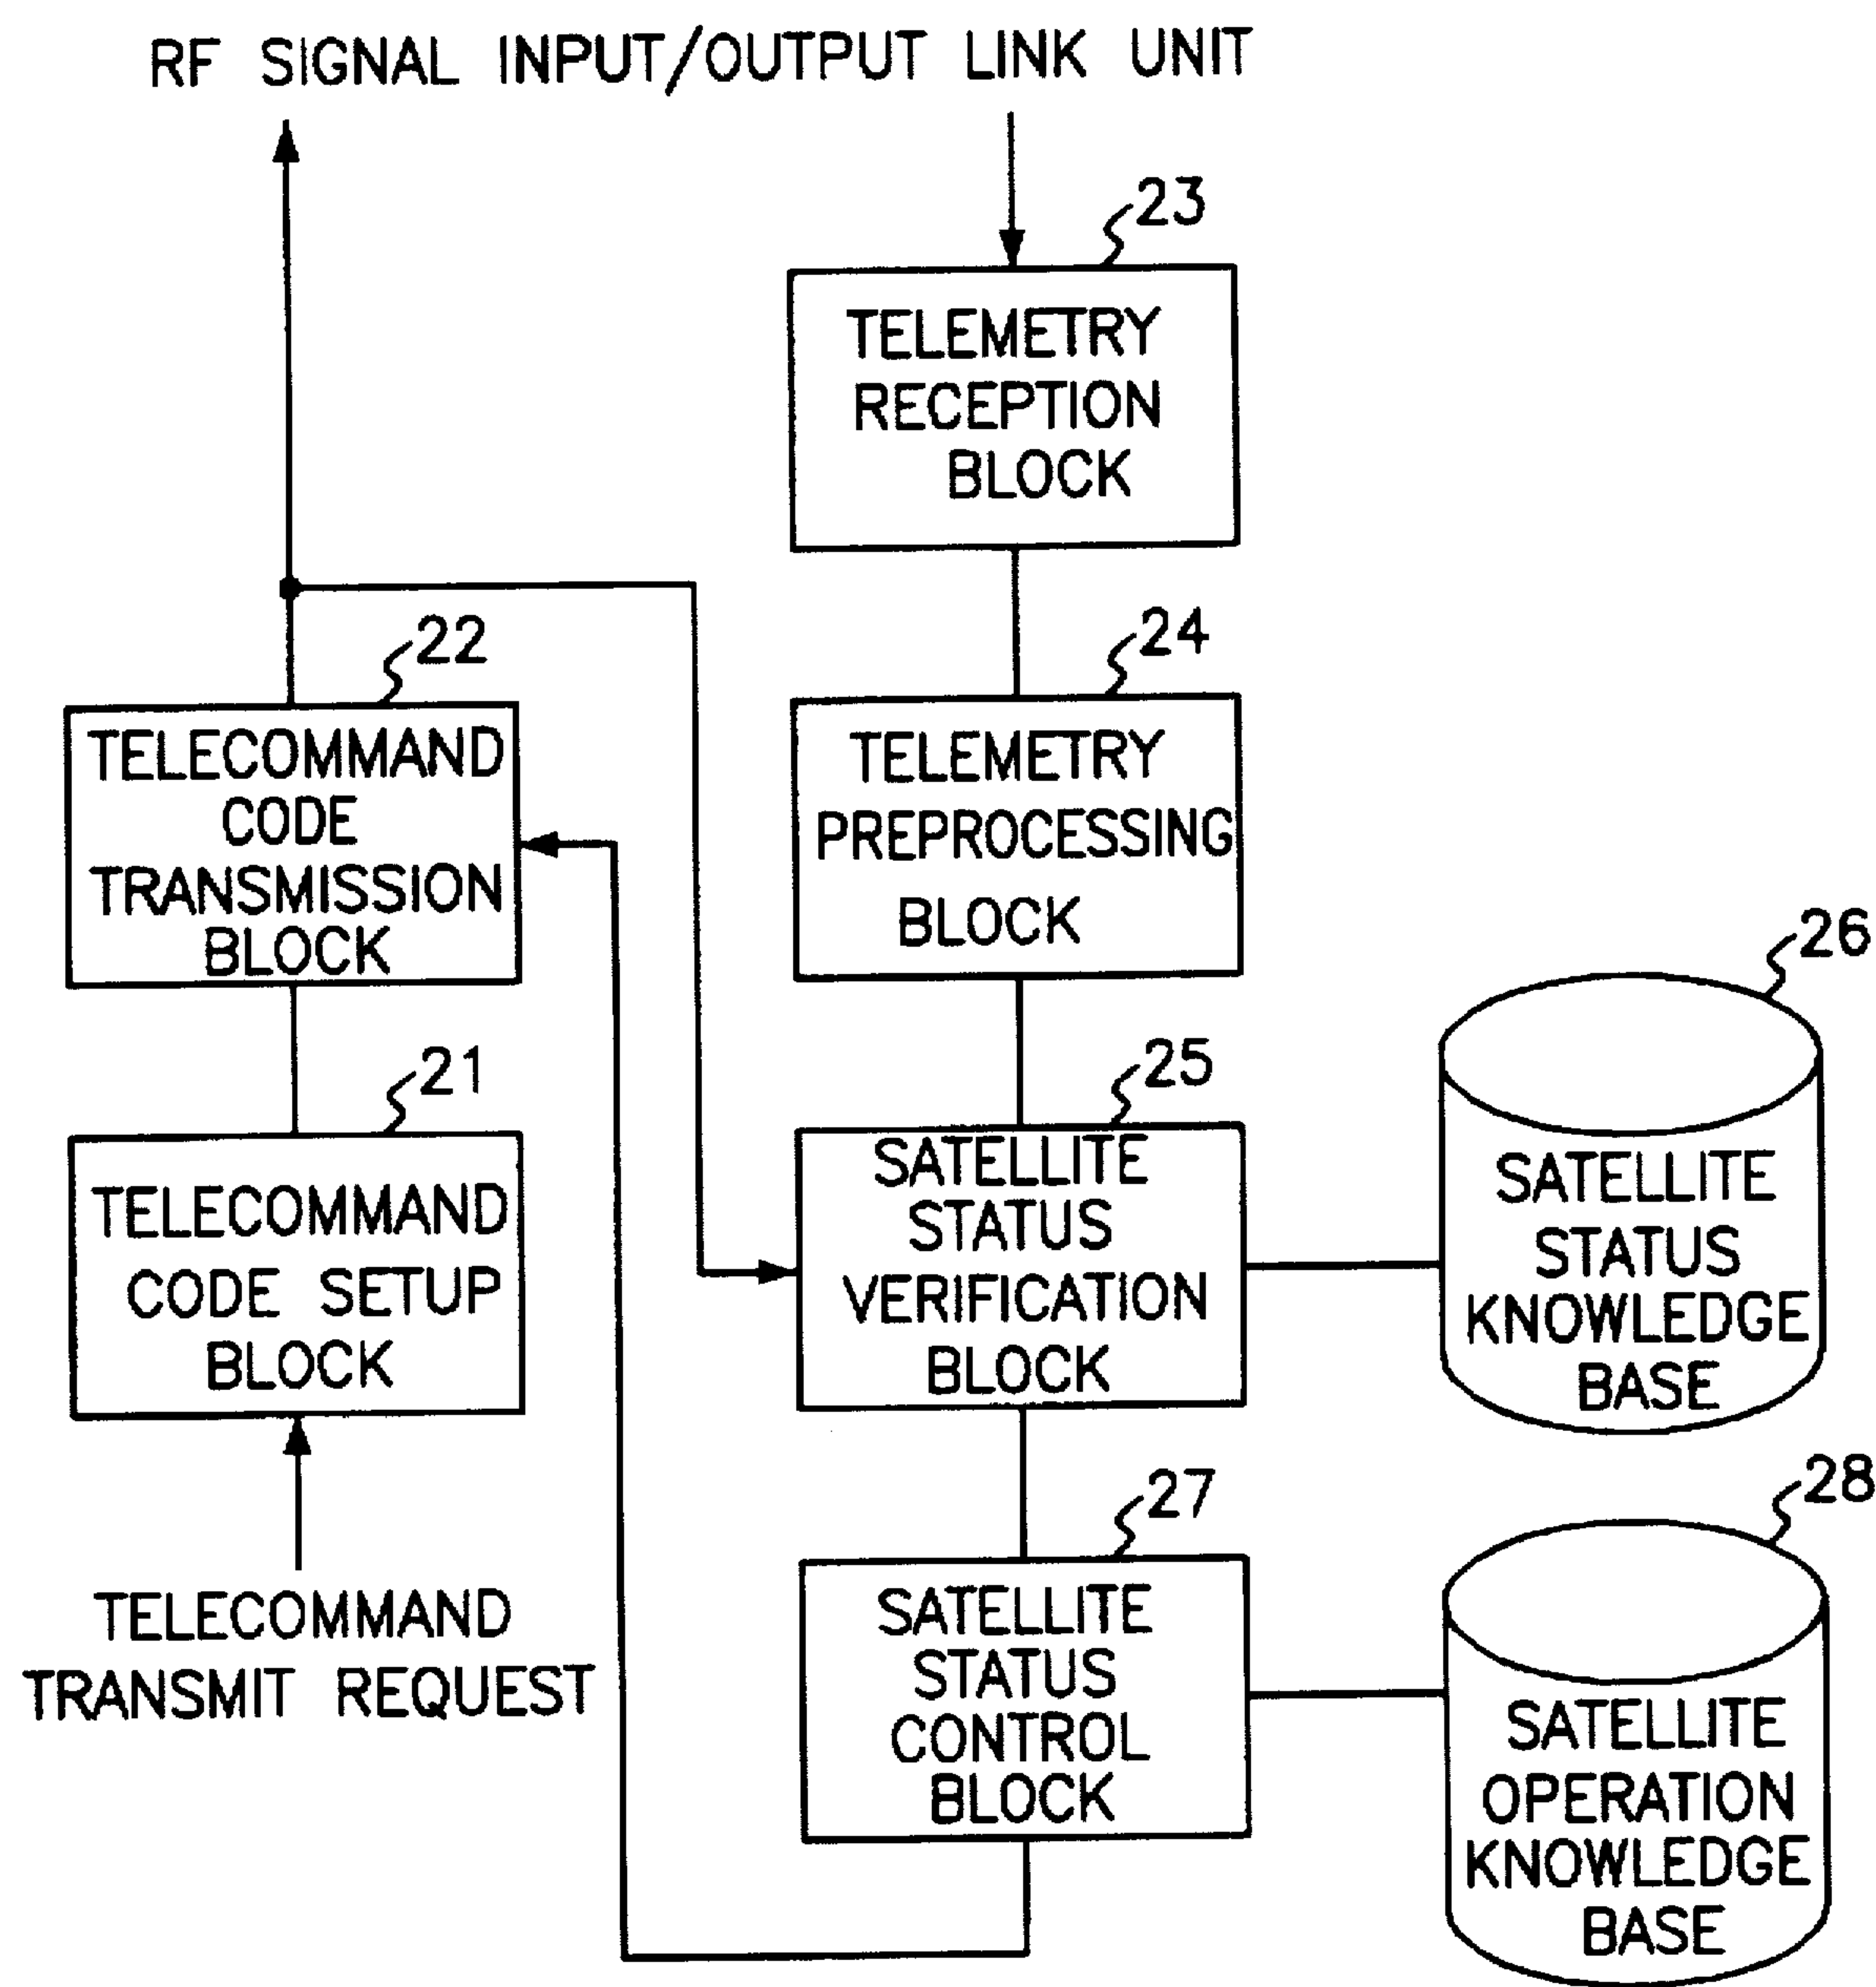 RF SIGNAL INPUT/OUTPUT LINK UNIT
23
TELEMETRY
RECEPTION
BLOCK
22
TELECOMMAND
CODE
TRANSMISSION
BLOCK
24
TELEMETRY
PREPROCESSING
BLOCK
21
TELECOMMAND
CODE SETUP
BLOCK
TELECOMMAND
TRANSMIT REQUEST
25
SATELLITE
STATUS
VERIFICATION
BLOCK
26
SATELLITE
STATUS
KNOWLEDGE
BASE
27
SATELLITE
STATUS
CONTROL
BLOCK
28
SATELLITE
OPERATION
KNOWLEDGE
BASE